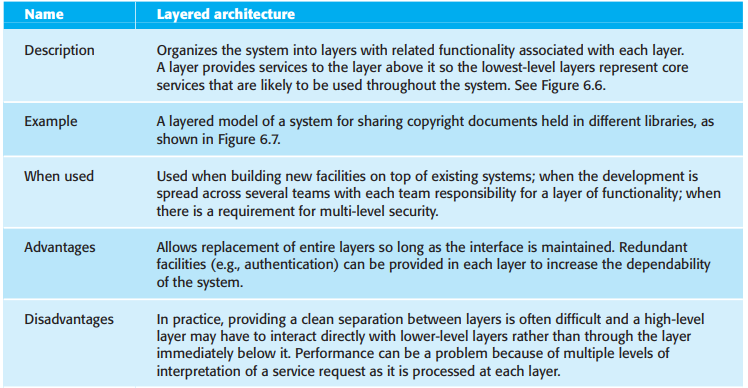 Name Layered architecture
Description Organizes the system into layers with related functionality associated with each layer.
A layer provides services to the layer above it so the lowest-level layers represent core
services that are likely to be used throughout the system. See Figure 6.6.
Example A layered model of a system for sharing copyright documents held in different libraries, as
shown in Figure 6.7.
When used Used when building new facilities on top of existing systems; when the development is
spread across several teams with each team responsibility for a layer of functionality; when
there is a requirement for multi-level security.
Advantages Allows replacement of entire layers so long as the interface is maintained. Redundant
facilities (e.g., authentication) can be provided in each layer to increase the dependability
of the system.
Disadvantages In practice, providing a clean separation between layers is often difficult and a high-level
layer may have to interact directly with lower-level layers rather than through the layer
immediately below it. Performance can be a problem because of multiple levels of
interpretation of a service request as it is processed at each layer.